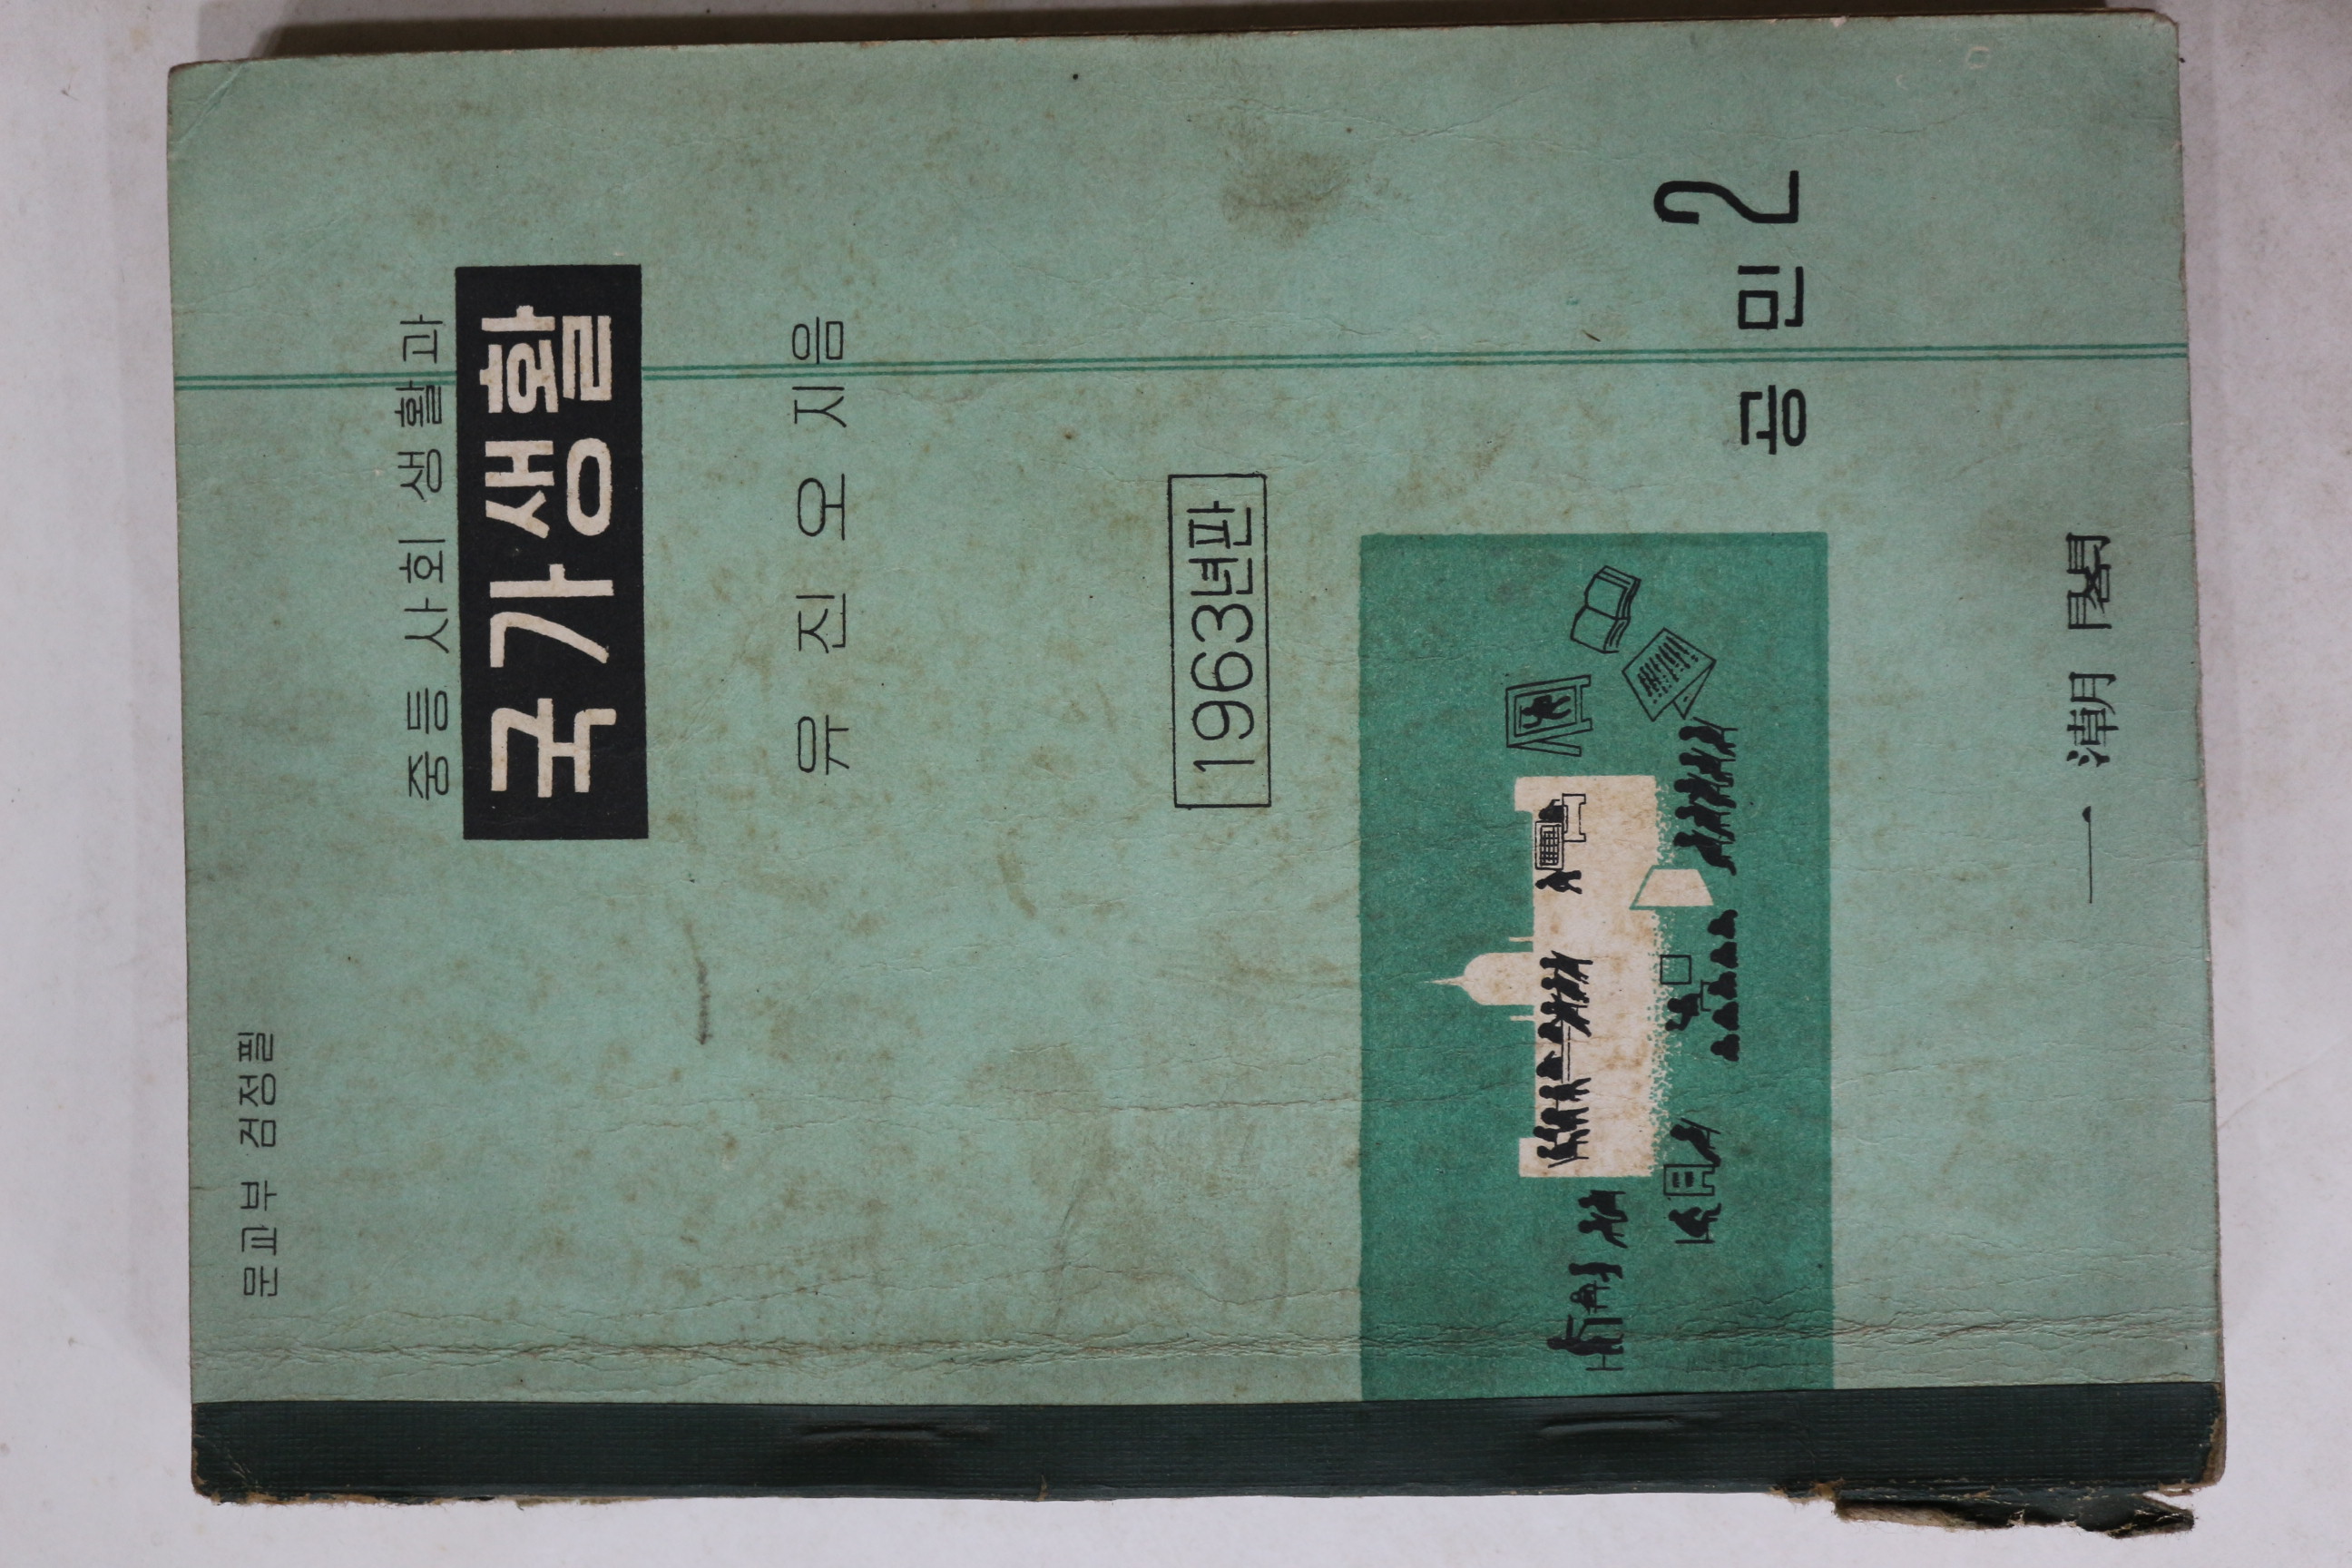 문교부 검정필
중등 사회 생활과
국가생활
유 진 오 지음
1963년판
공 민 2
一 潮 閣